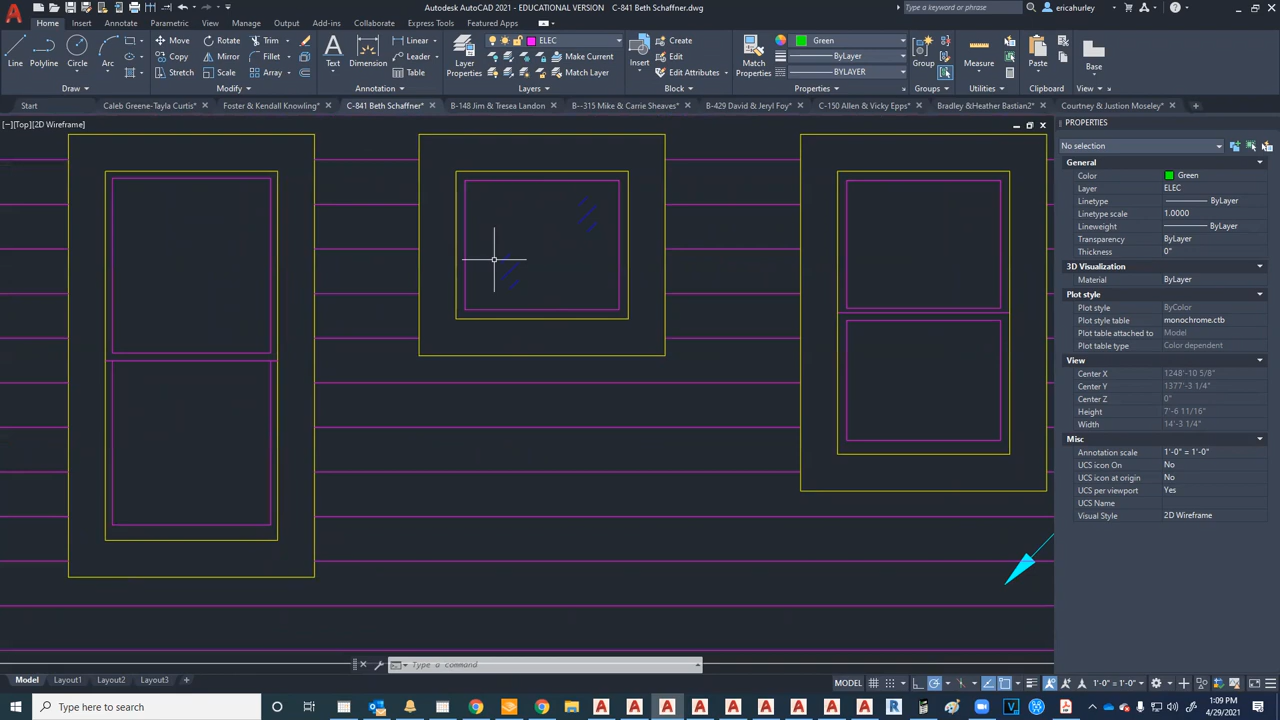 Autodesk AutoCAD 2021 - EDUCATIONAL VERSION C-841 Beth Schaffner.dwg
Type a keyword or phrase
ericahurley
Home Insert Annotate Parametric View Manage Output Add-ins Collaborate Express Tools Featured Apps
Line Polyline Circle Arc
Move Rotate Trim
Copy Mirror Fillet
Stretch Scale Array
Text Dimension
Linear
Leader
Table
Layer Properties
ELEC
Make Current
Match Layer
Insert
Create
Edit
Edit Attributes
Match Properties
Green
ByLayer
BYLAYER
Group
Measure
Paste
Base
Draw Modify Annotation Layers Block Properties Groups Utilities Clipboard View
Start Caleb Greene-Tayla Curtis* Foster & Kendall Knowling* C-841 Beth Schaffner* B-148 Jim & Tresea Landon B--315 Mike & Carrie Sheaves* B-429 David & Jeryl Foy* C-150 Allen & Vicky Epps* Bradley &Heather Bastian2* Courtney & Justion Moseley*
[−][Top][2D Wireframe]
PROPERTIES
No selection
General
Color Green
Layer ELEC
Linetype ByLayer
Linetype scale 1.0000
Lineweight ByLayer
Transparency ByLayer
Thickness 0"
3D Visualization
Material ByLayer
Plot style
Plot style ByColor
Plot style table monochrome.ctb
Plot table attached to Model
Plot table type Color dependent
View
Center X 1248'-10 5/8"
Center Y 1377'-3 1/4"
Center Z 0"
Height 7'-6 11/16"
Width 14'-3 1/4"
Misc
Annotation scale 1'-0" = 1'-0"
UCS icon On No
UCS icon at origin No
UCS per viewport Yes
UCS Name
Visual Style 2D Wireframe
Type a command
Model Layout1 Layout2 Layout3
MODEL
1'-0" = 1'-0"
Type here to search
1:09 PM
4/29/2021